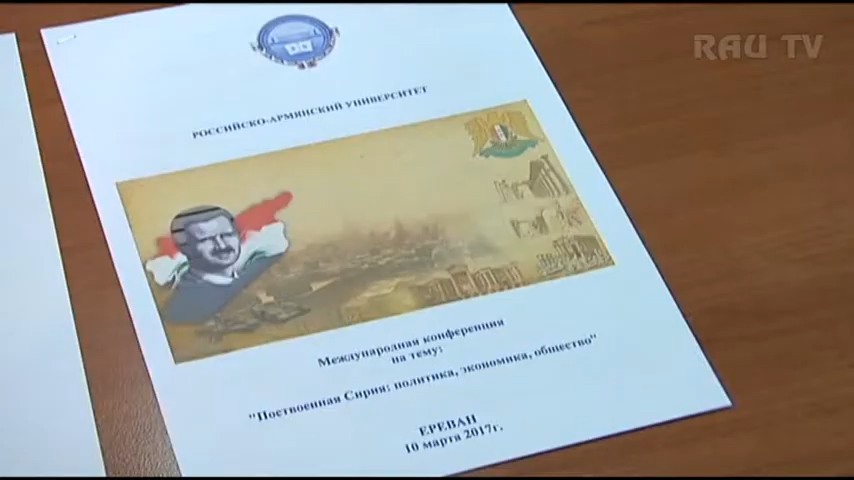 RAU TV
РОССИЙСКО-АРМЯНСКИЙ УНИВЕРСИТЕТ
Международная конференция
на тему:
"Поствоенная Сирия: политика, экономика, общество"
ЕРЕВАН
10 марта 2017г.